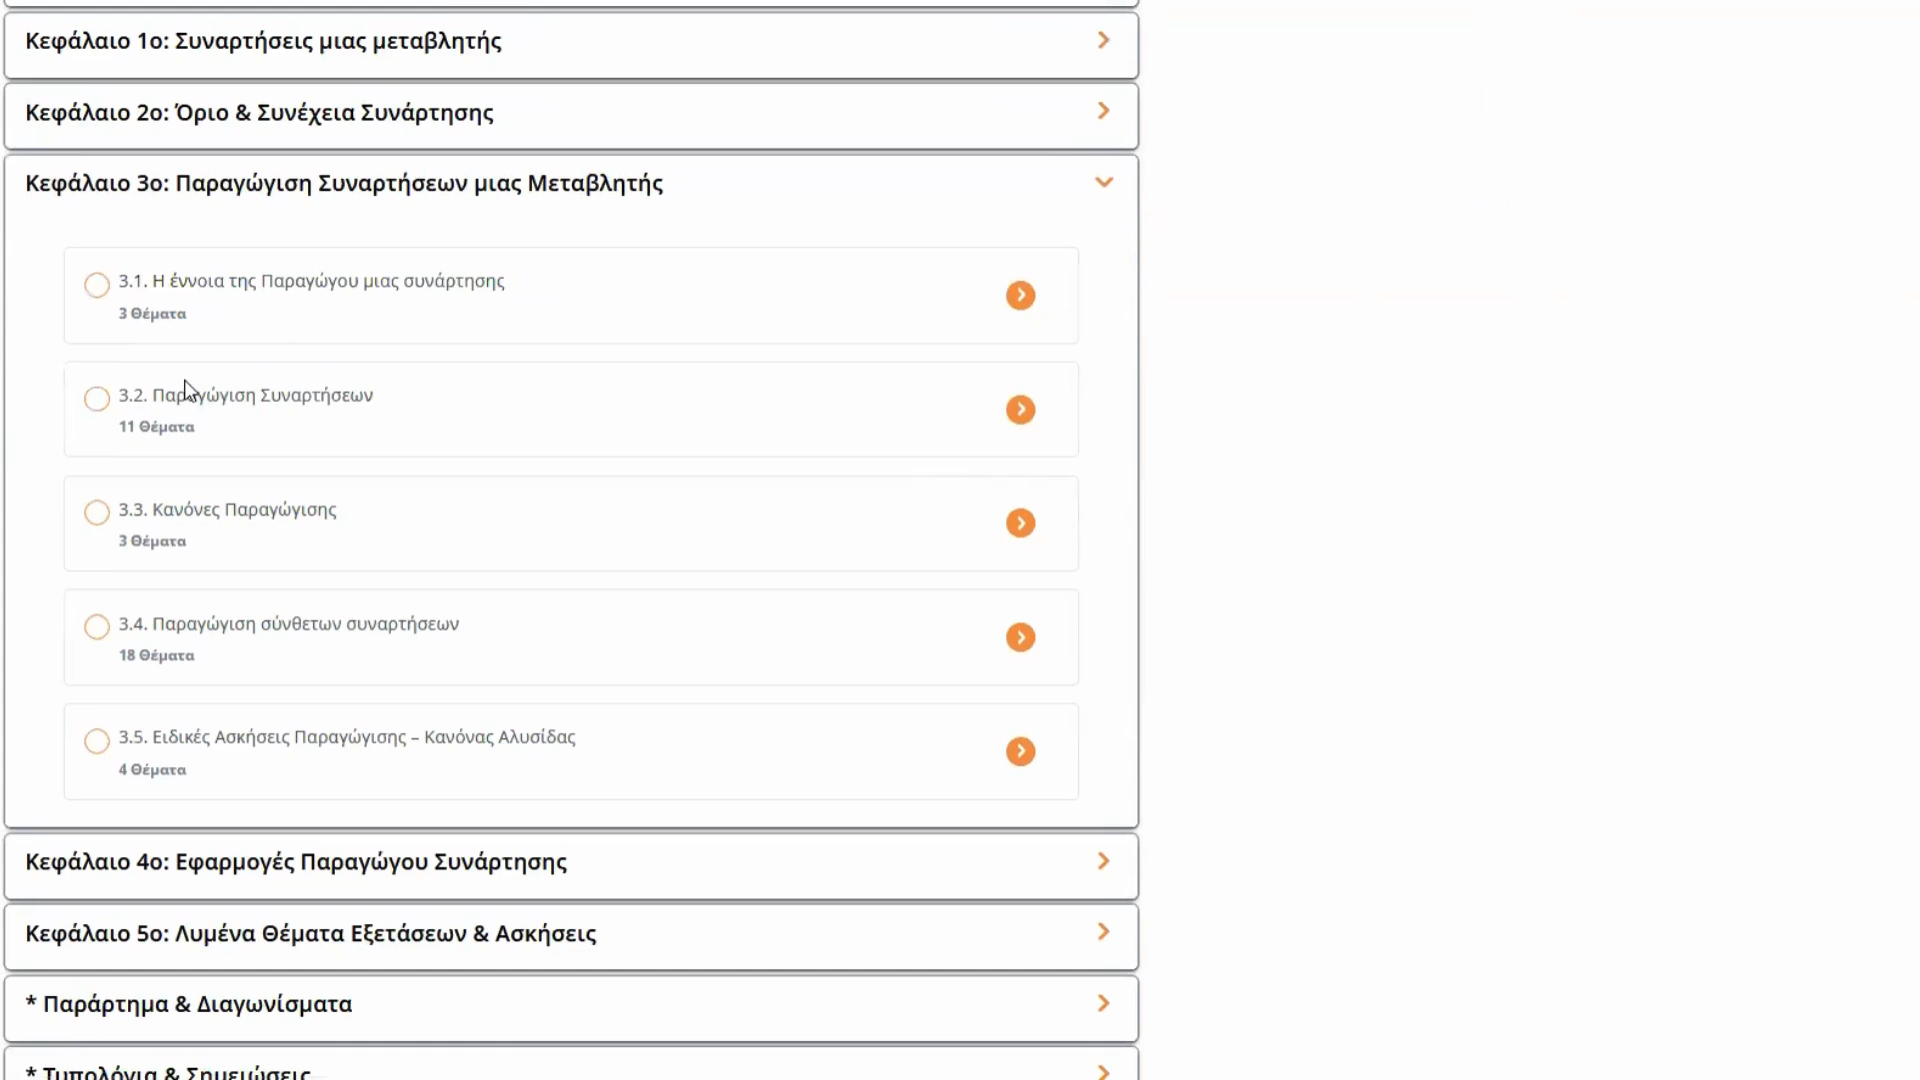 Κεφάλαιο 1ο: Συναρτήσεις μιας μεταβλητής
Κεφάλαιο 2ο: Όριο & Συνέχεια Συνάρτησης
Κεφάλαιο 3ο: Παραγώγιση Συναρτήσεων μιας Μεταβλητής
3.1. Η έννοια της Παραγώγου μιας συνάρτησης
3 Θέματα
3.2. Παραγώγιση Συναρτήσεων
11 Θέματα
3.3. Κανόνες Παραγώγισης
3 Θέματα
3.4. Παραγώγιση σύνθετων συναρτήσεων
18 Θέματα
3.5. Ειδικές Ασκήσεις Παραγώγισης – Κανόνας Αλυσίδας
4 Θέματα
Κεφάλαιο 4ο: Εφαρμογές Παραγώγου Συνάρτησης
Κεφάλαιο 5ο: Λυμένα Θέματα Εξετάσεων & Ασκήσεις
* Παράρτημα & Διαγωνίσματα
* Τυπολόγια & Σημειώσεις